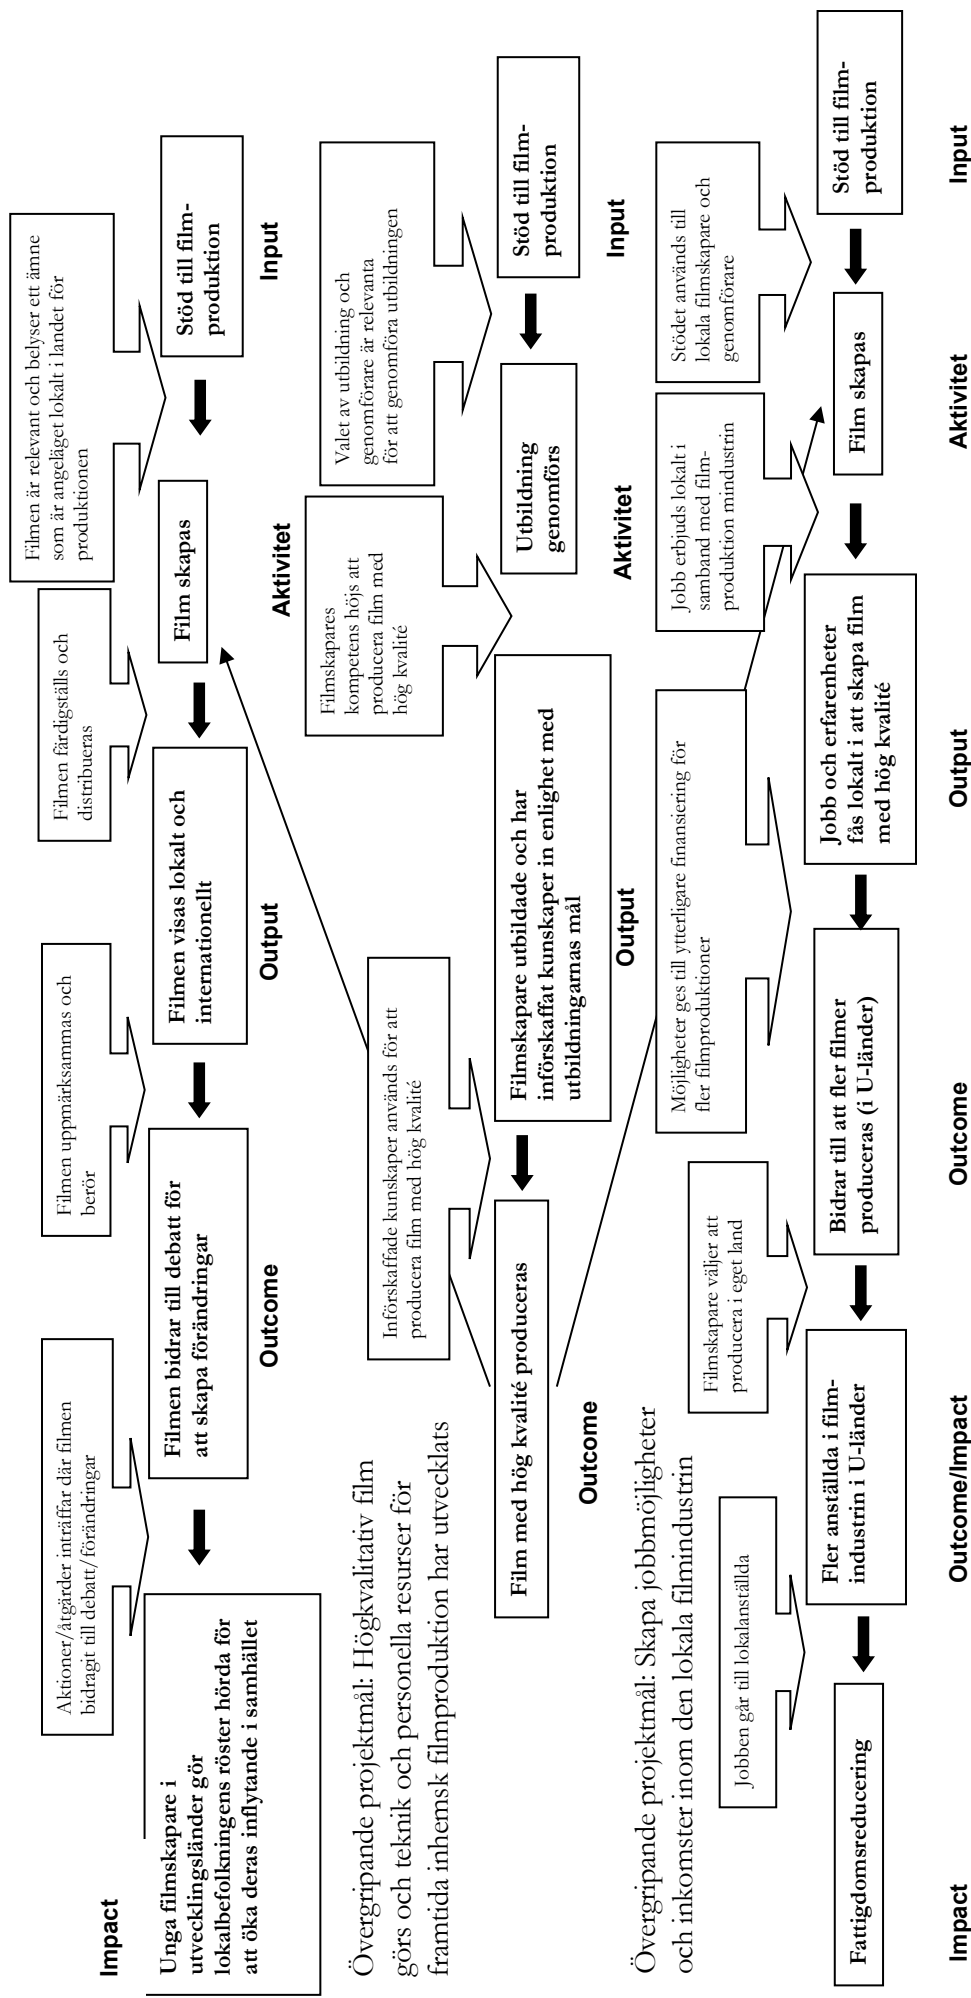 Aktioner/åtgärder inträffar där filmen
bidragit till debatt/förändringar
Filmen uppmärksammas och
berör
Filmen färdigställs och
distribueras
Filmen är relevant och belyser ett ämne
som är angeläget lokalt i landet för
produktionen
Impact
Unga filmskapare i
utvecklingsländer gör
lokalbefolkningens röster hörda för
att öka deras inflytande i samhället
Filmen bidrar till debatt för
att skapa förändringar
Filmen visas lokalt och
internationellt
Film skapas
Stöd till film-
produktion
Outcome
Output
Aktivitet
Input
Övergripande projektmål: Högkvalitativ film
görs och teknik och personella resurser för
framtida inhemsk filmproduktion har utvecklats
Införskaffade kunskaper används för att
producera film med hög kvalité
Filmskapares
kompetens höjs att
producera film med
hög kvalité
Valet av utbildning och
genomförare är relevanta
för att genomföra utbildningen
Film med hög kvalité produceras
Filmskapare utbildade och har
införskaffat kunskaper in enlighet med
utbildningarnas mål
Utbildning
genomförs
Stöd till film-
produktion
Outcome
Output
Aktivitet
Input
Övergripande projektmål: Skapa jobbmöjligheter
och inkomster inom den lokala filmindustrin
Jobben går till lokalanställda
Filmskapare väljer att
producera i eget land
Möjligheter ges till ytterligare finansiering för
fler filmproduktioner
Jobb erbjuds lokalt i
samband med film-
produktion mindustrin
Stödet används till
lokala filmskapare och
genomförare
Fattigdomsreducering
Fler anställda i film-
industrin i U-länder
Bidrar till att fler filmer
produceras (i U-länder)
Jobb och erfarenheter
fås lokalt i att skapa film
med hög kvalité
Film skapas
Stöd till film-
produktion
Impact
Outcome/Impact
Outcome
Output
Aktivitet
Input